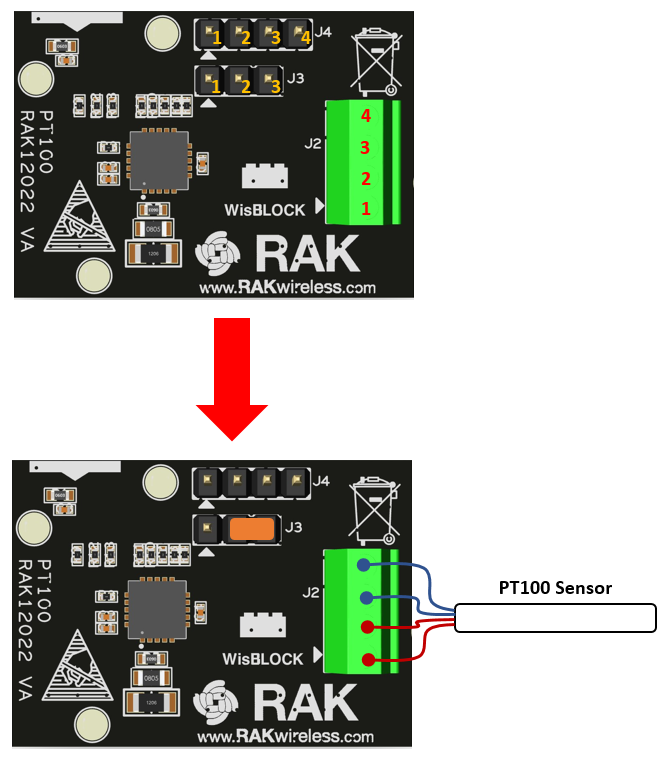 J4
1 2 3 4
J3
1 2 3
0603
PT100
RAK12022 VA
J2
4
3
2
1
WisBLOCK
0603
0805
1206
RAK
www.RAKwireless.com
J4
J3
0603
PT100
RAK12022 VA
J2
PT100 Sensor
WisBLOCK
0603
0805
1206
RAK
www.RAKwireless.com